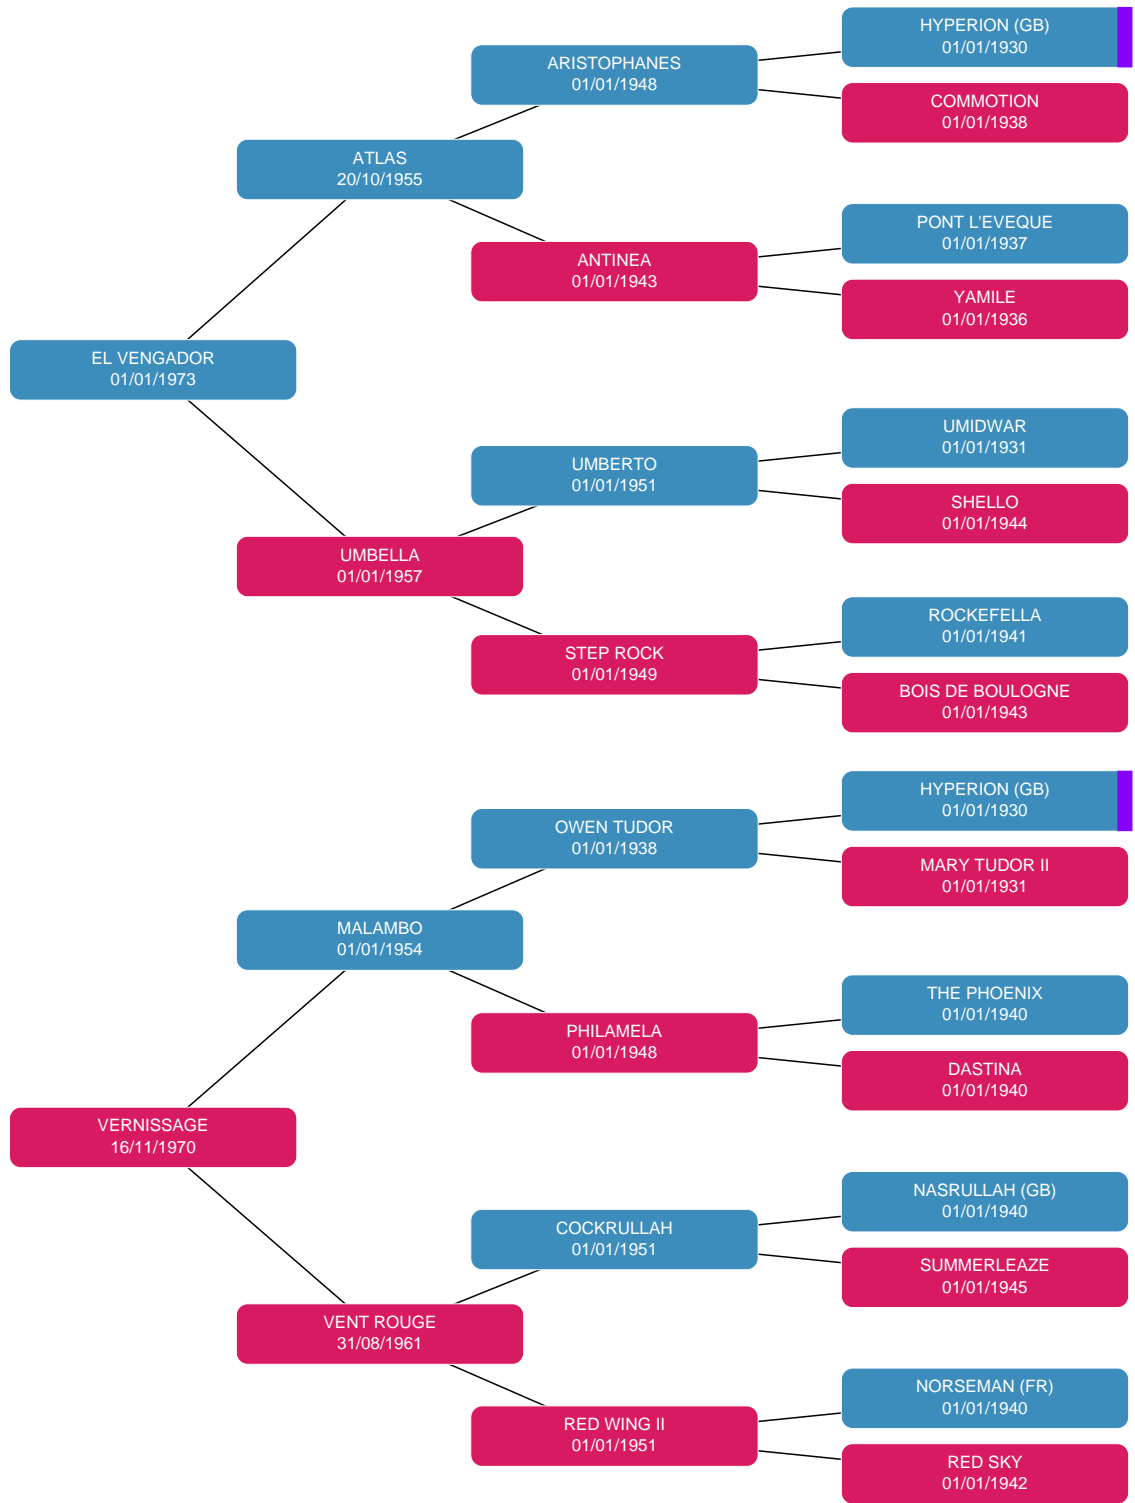 HYPERION (GB)
01/01/1930
ARISTOPHANES
01/01/1948
COMMOTION
01/01/1938
ATLAS
20/10/1955
PONT L'EVEQUE
01/01/1937
ANTINEA
01/01/1943
YAMILE
01/01/1936
EL VENGADOR
01/01/1973
UMIDWAR
01/01/1931
UMBERTO
01/01/1951
SHELLO
01/01/1944
UMBELLA
01/01/1957
ROCKEFELLA
01/01/1941
STEP ROCK
01/01/1949
BOIS DE BOULOGNE
01/01/1943
HYPERION (GB)
01/01/1930
OWEN TUDOR
01/01/1938
MARY TUDOR II
01/01/1931
MALAMBO
01/01/1954
THE PHOENIX
01/01/1940
PHILAMELA
01/01/1948
DASTINA
01/01/1940
VERNISSAGE
16/11/1970
NASRULLAH (GB)
01/01/1940
COCKRULLAH
01/01/1951
SUMMERLEAZE
01/01/1945
VENT ROUGE
31/08/1961
NORSEMAN (FR)
01/01/1940
RED WING II
01/01/1951
RED SKY
01/01/1942